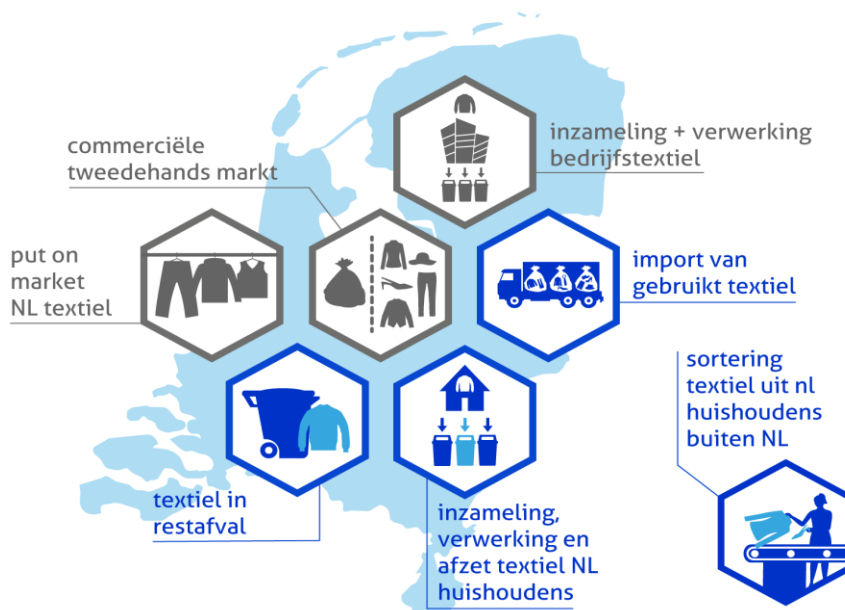 commerciële
tweedehands markt
inzameling + verwerking
bedrijfstextiel
put on
market
NL textiel
import van
gebruikt textiel
sortering
textiel uit nl
huishoudens
buiten NL
textiel in
restafval
inzameling,
verwerking en
afzet textiel NL
huishoudens